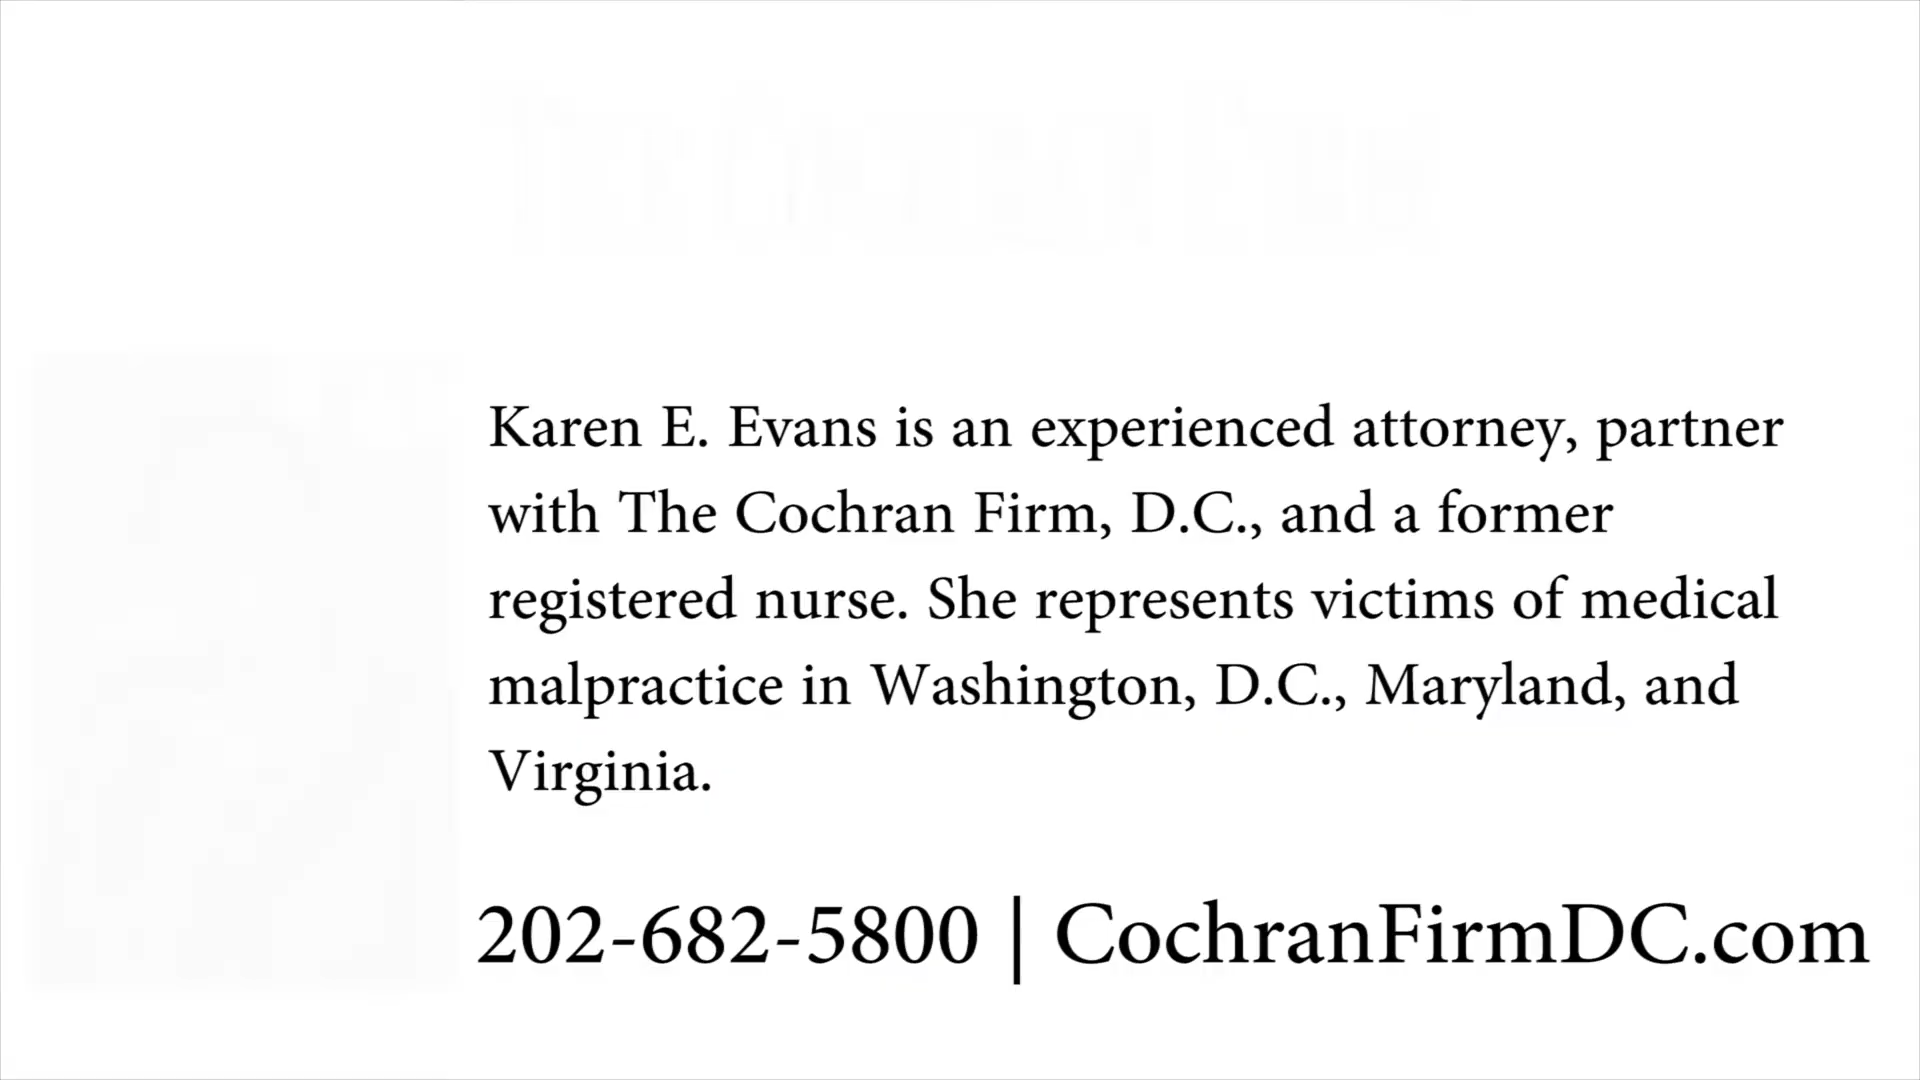 Karen E. Evans is an experienced attorney, partner
with The Cochran Firm, D.C., and a former
registered nurse. She represents victims of medical
malpractice in Washington, D.C., Maryland, and
Virginia.
202-682-5800 | CochranFirmDC.com